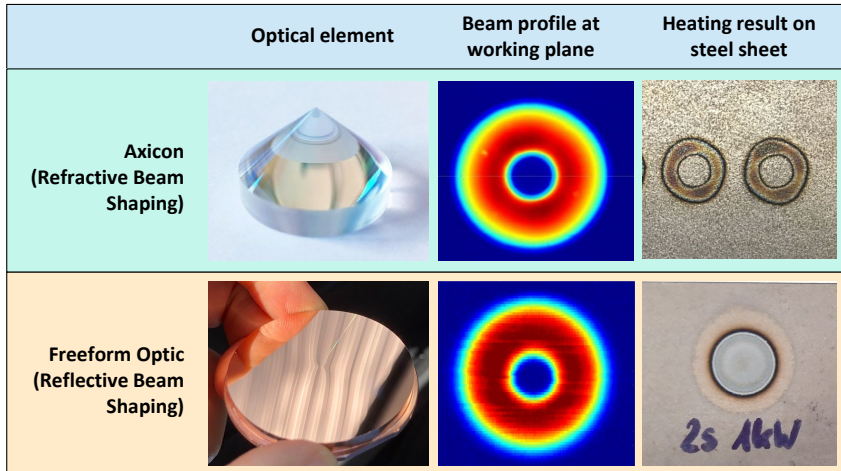 Optical element
Beam profile at
working plane
Heating result on
steel sheet
Axicon
(Refractive Beam
Shaping)
Freeform Optic
(Reflective Beam
Shaping)
2s 1kW